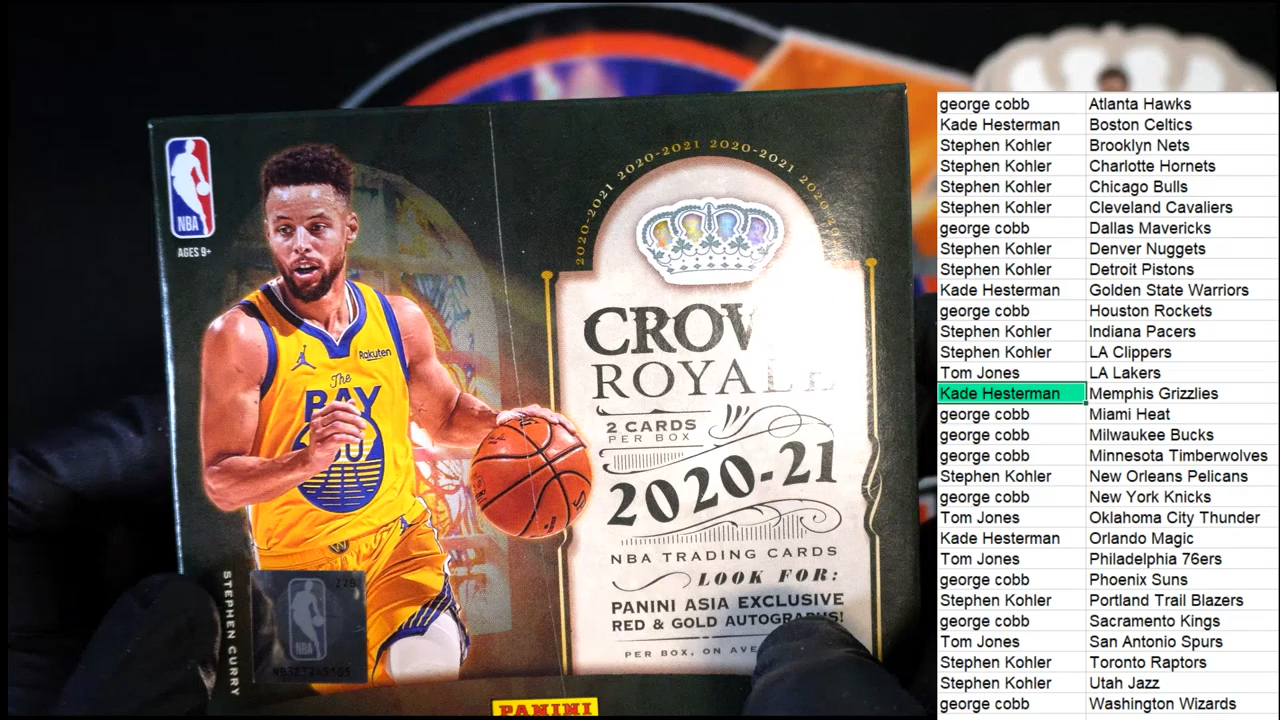 NBA
AGES 9+
Rakuten
The
BAY
STEPHEN CURRY
NBA
2020-2021 2020-2021 2020-2021 2020-2021
CROW
ROYALE
2 CARDS
PER BOX
2020-21
NBA TRADING CARDS
LOOK FOR:
PANINI ASIA EXCLUSIVE
RED & GOLD AUTOGRAPHS!
PER BOX, ON AVE
PANINI
george cobb Atlanta Hawks
Kade Hesterman Boston Celtics
Stephen Kohler Brooklyn Nets
Stephen Kohler Charlotte Hornets
Stephen Kohler Chicago Bulls
Stephen Kohler Cleveland Cavaliers
george cobb Dallas Mavericks
Stephen Kohler Denver Nuggets
Stephen Kohler Detroit Pistons
Kade Hesterman Golden State Warriors
george cobb Houston Rockets
Stephen Kohler Indiana Pacers
Stephen Kohler LA Clippers
Tom Jones LA Lakers
Kade Hesterman Memphis Grizzlies
george cobb Miami Heat
george cobb Milwaukee Bucks
george cobb Minnesota Timberwolves
Stephen Kohler New Orleans Pelicans
george cobb New York Knicks
Tom Jones Oklahoma City Thunder
Kade Hesterman Orlando Magic
Tom Jones Philadelphia 76ers
george cobb Phoenix Suns
Stephen Kohler Portland Trail Blazers
george cobb Sacramento Kings
Tom Jones San Antonio Spurs
Stephen Kohler Toronto Raptors
Stephen Kohler Utah Jazz
george cobb Washington Wizards